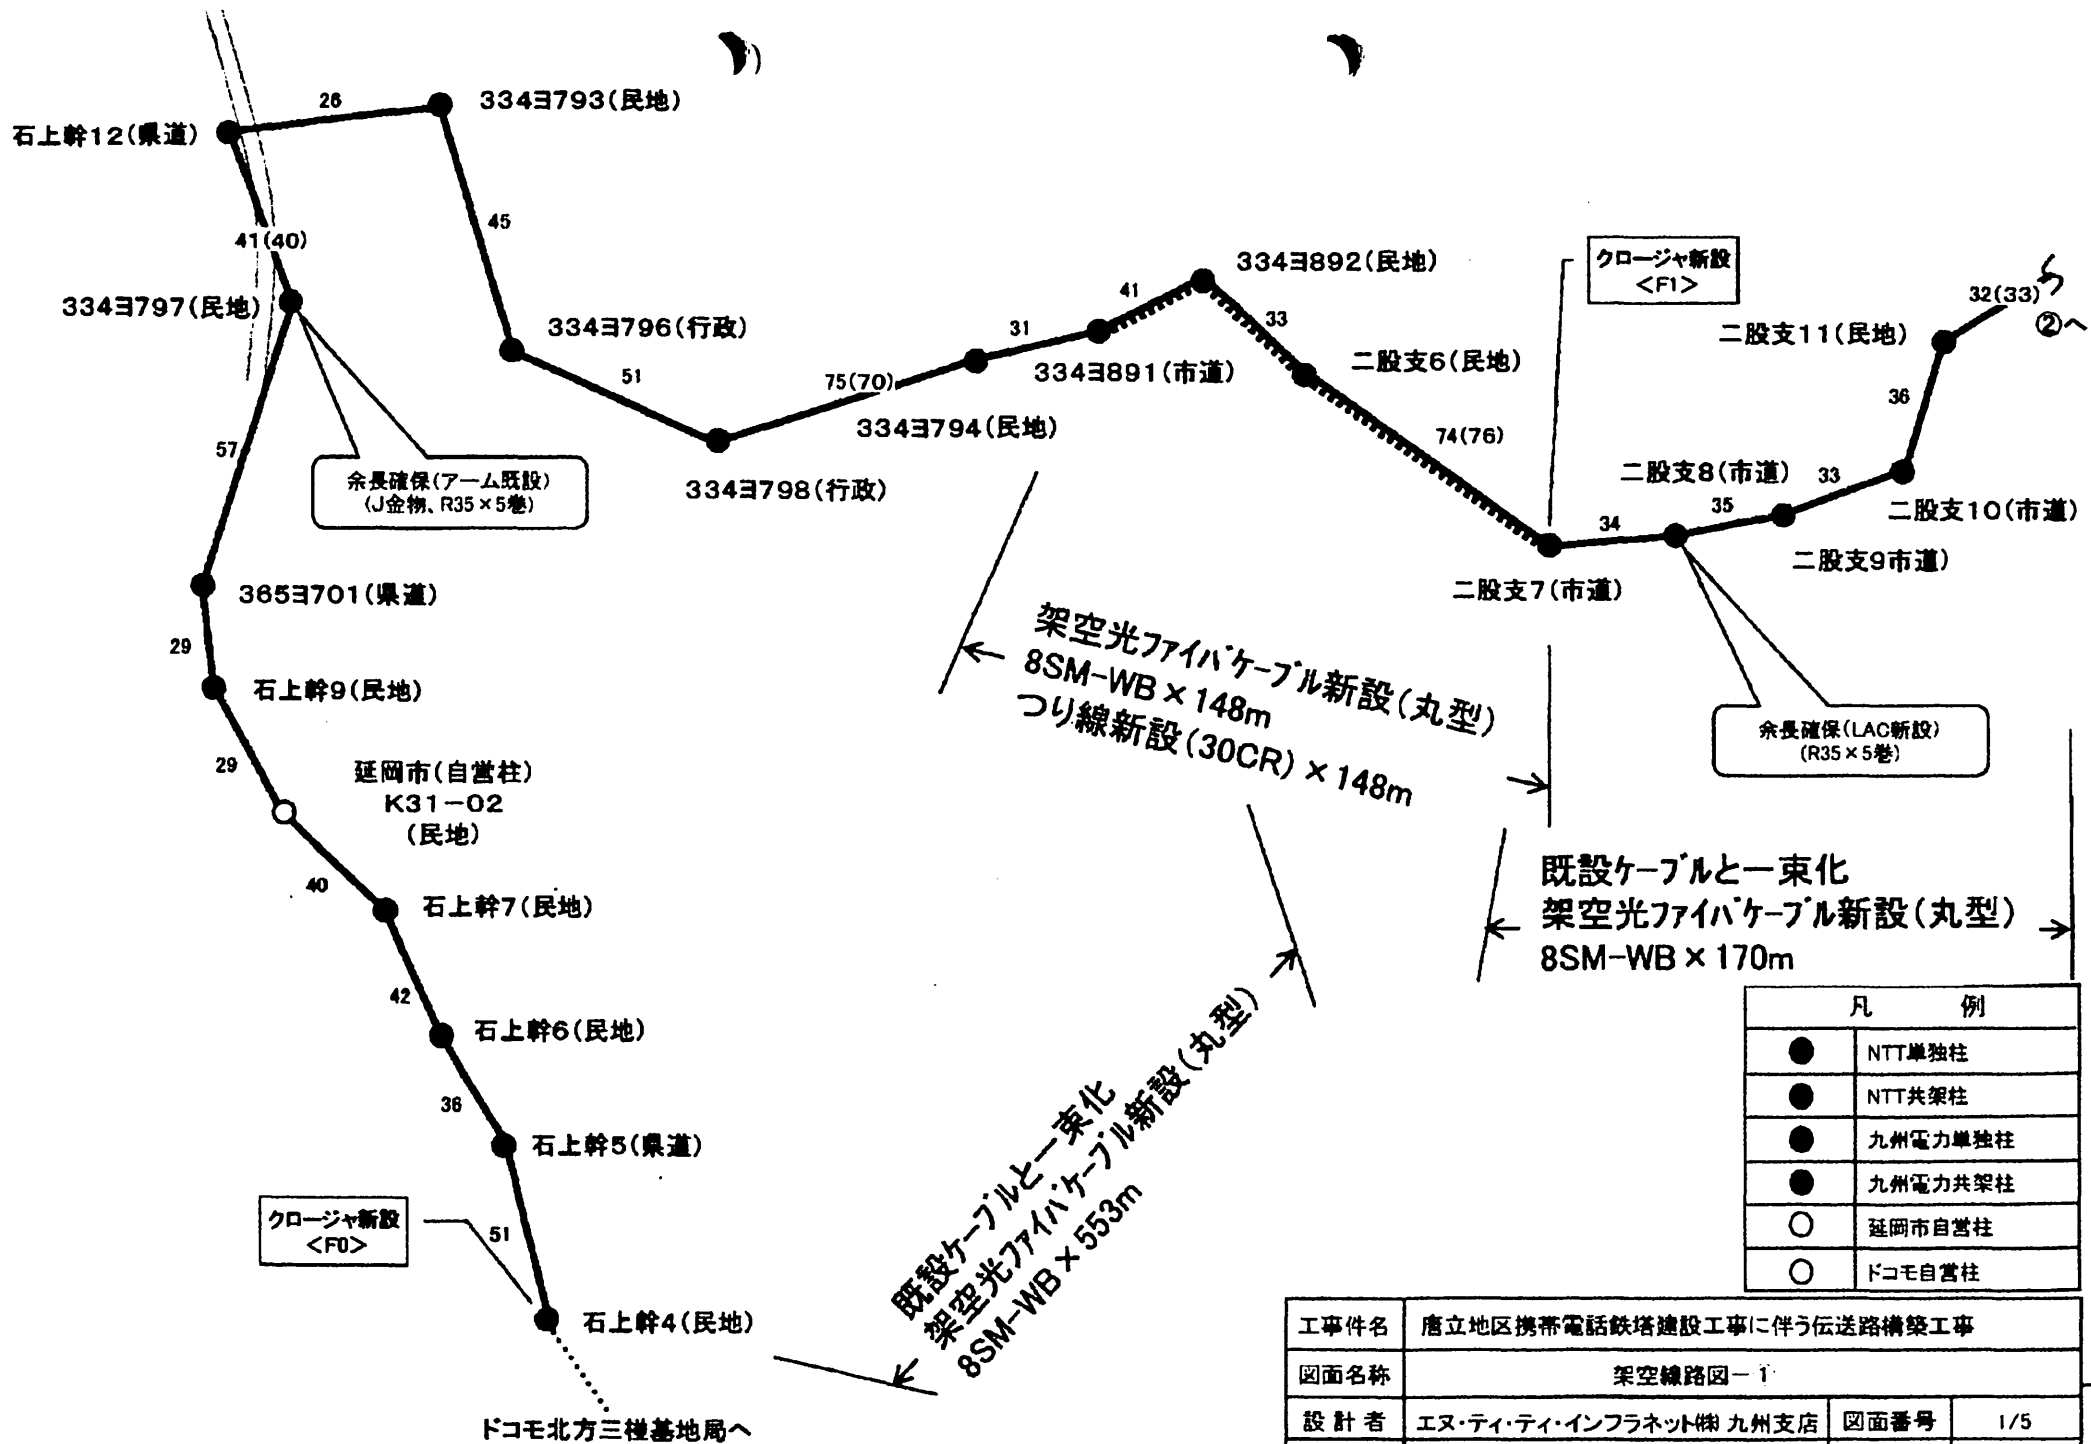 26
334ヨ793(民地)
石上幹12(県道)
45
41(40)
334ヨ797(民地)
334ヨ796(行政)
51
75(70)
31
41
334ヨ892(民地)
33
334ヨ891(市道)
334ヨ794(民地)
334ヨ798(行政)
二股支6(民地)
74(76)
クロージャ新設
<F1>
32(33)
②へ
二股支11(民地)
36
二股支8(市道)
33
35
34
二股支10(市道)
二股支9市道)
二股支7(市道)
57
余長確保(アーム既設)
(J金物、R35×5巻)
365ヨ701(県道)
29
石上幹9(民地)
29
延岡市(自営柱)
K31-02
(民地)
40
石上幹7(民地)
42
石上幹6(民地)
36
石上幹5(県道)
クロージャ新設
<F0>
51
石上幹4(民地)
ドコモ北方三椪基地局へ
架空光ファイバケーブル新設(丸型)
8SM-WB×148m
つり線新設(30CR)×148m
余長確保(LAC新設)
(R35×5巻)
既設ケーブルと一束化
架空光ファイバケーブル新設(丸型)
8SM-WB×170m
既設ケーブルと一束化
架空光ファイバケーブル新設(丸型)
8SM-WB×553m
凡 例
NTT単独柱
NTT共架柱
九州電力単独柱
九州電力共架柱
延岡市自営柱
ドコモ自営柱
工事件名 唐立地区携帯電話鉄塔建設工事に伴う伝送路構築工事
図面名称 架空線路図-1
設計者 エヌ・ティ・ティ・インフラネット㈱ 九州支店 図面番号 1/5